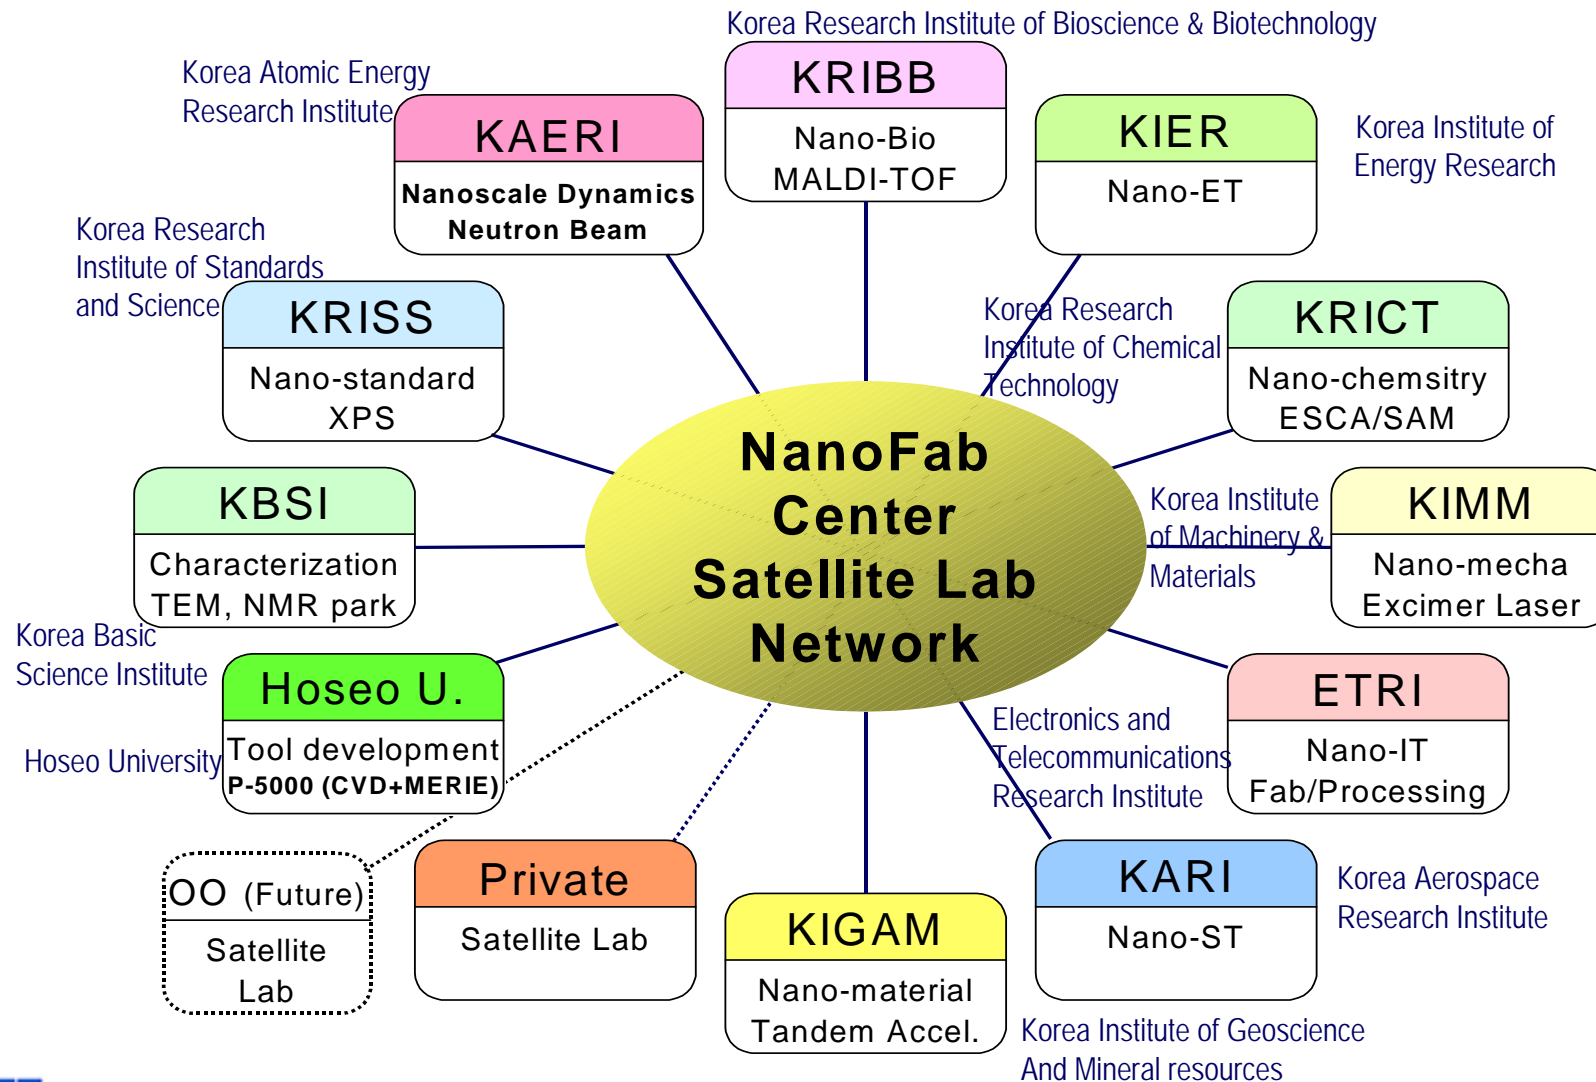 Korea Research Institute of Bioscience & Biotechnology
KRIBB
Nano-Bio
MALDI-TOF
Korea Atomic Energy
Research Institute
KAERI
Nanoscale Dynamics
Neutron Beam
KIER
Nano-ET
Korea Institute of
Energy Research
Korea Research
Institute of Standards
and Science
KRISS
Nano-standard
XPS
Korea Research
Institute of Chemical
Technology
KRICT
Nano-chemsitry
ESCA/SAM
NanoFab
Center
Satellite Lab
Network
KBSI
Characterization
TEM, NMR park
Korea Basic
Science Institute
Korea Institute
of Machinery &
Materials
KIMM
Nano-mecha
Excimer Laser
Hoseo U.
Tool development
P-5000 (CVD+MERIE)
Hoseo University
Electronics and
Telecommunications
Research Institute
ETRI
Nano-IT
Fab/Processing
OO (Future)
Satellite
Lab
Private
Satellite Lab
KIGAM
Nano-material
Tandem Accel.
KARI
Nano-ST
Korea Aerospace
Research Institute
Korea Institute of Geoscience
And Mineral resources